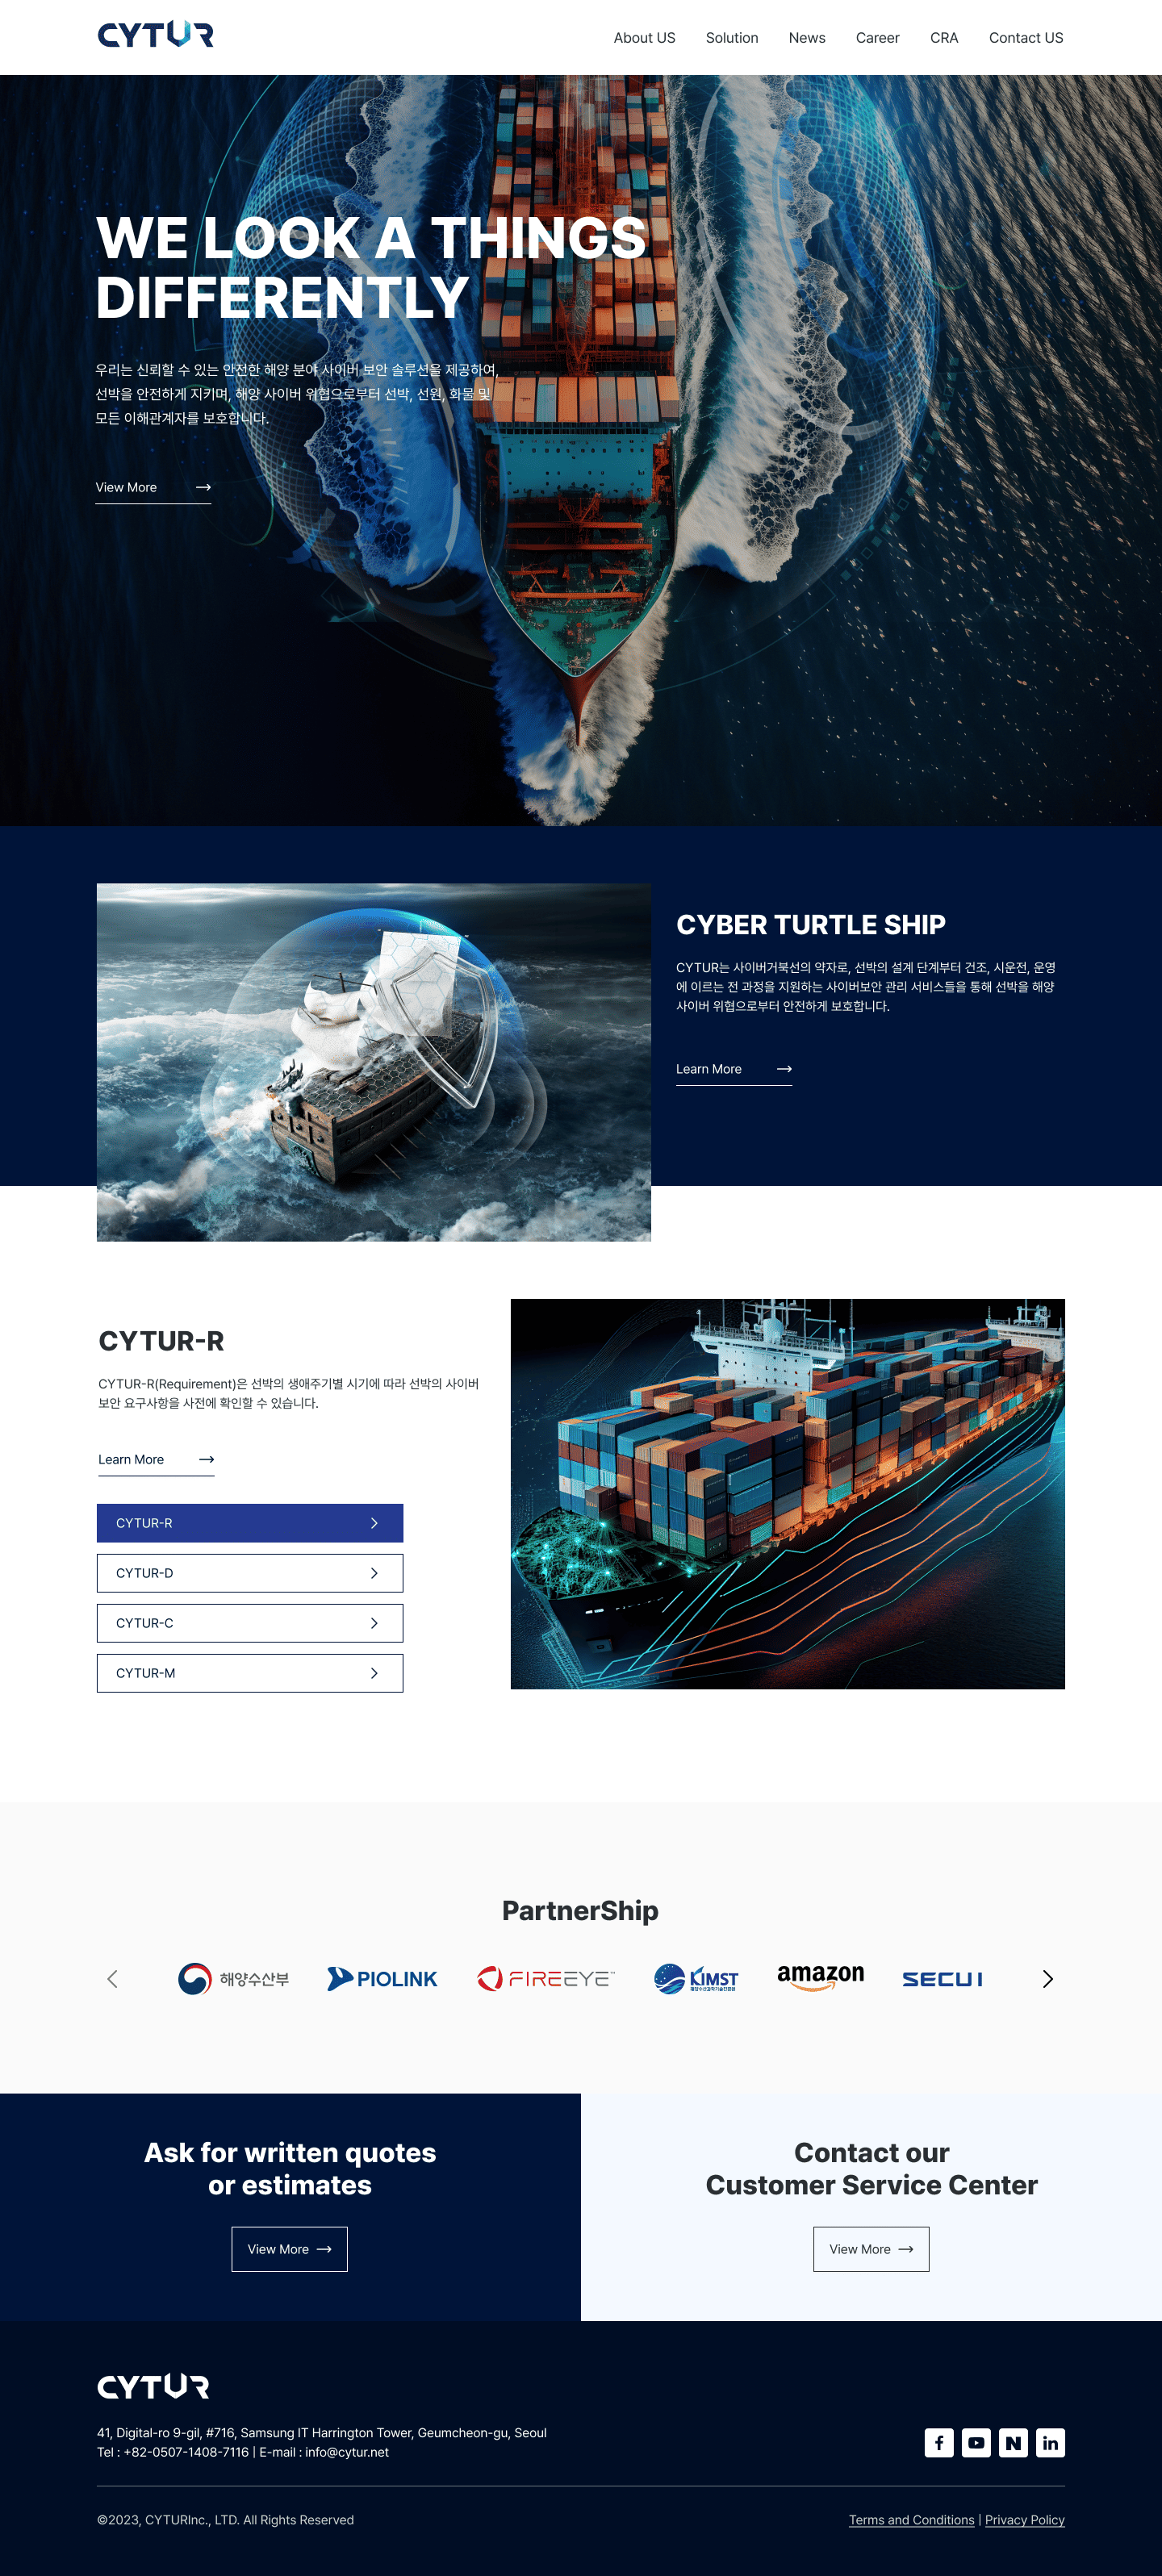 CYTUR
About US Solution News Career CRA Contact US
WE LOOK A THINGS
DIFFERENTLY
우리는 신뢰할 수 있는 안전한 해양 분야 사이버 보안 솔루션을 제공하여,
선박을 안전하게 지키며, 해양 사이버 위협으로부터 선박, 선원, 화물 및
모든 이해관계자를 보호합니다.
View More
CYBER TURTLE SHIP
CYTUR는 사이버거북선의 약자로, 선박의 설계 단계부터 건조, 시운전, 운영
에 이르는 전 과정을 지원하는 사이버보안 관리 서비스들을 통해 선박을 해양
사이버 위협으로부터 안전하게 보호합니다.
Learn More
CYTUR-R
CYTUR-R(Requirement)은 선박의 생애주기별 시기에 따라 선박의 사이버
보안 요구사항을 사전에 확인할 수 있습니다.
Learn More
CYTUR-R
CYTUR-D
CYTUR-C
CYTUR-M
PartnerShip
해양수산부 PIOLINK FIREEYE™ KIMST amazon SECUI
해양수산과학기술진흥원
Ask for written quotes
or estimates
View More
Contact our
Customer Service Center
View More
CYTUR
41, Digital-ro 9-gil, #716, Samsung IT Harrington Tower, Geumcheon-gu, Seoul
Tel : +82-0507-1408-7116 | E-mail : info@cytur.net
©2023, CYTURInc., LTD. All Rights Reserved
Terms and Conditions | Privacy Policy